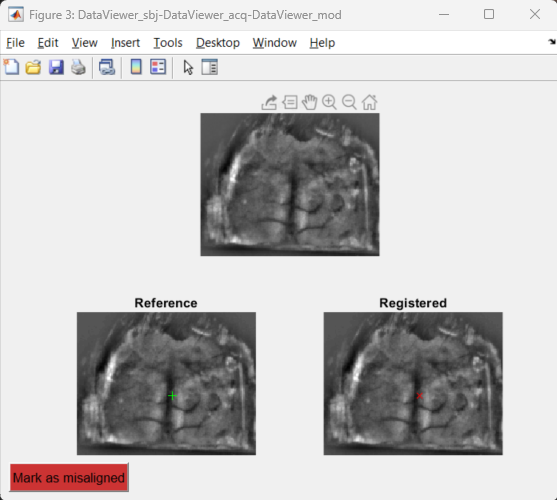 Figure 3: DataViewer_sbj-DataViewer_acq-DataViewer_mod
File Edit View Insert Tools Desktop Window Help
Reference Registered
Mark as misaligned